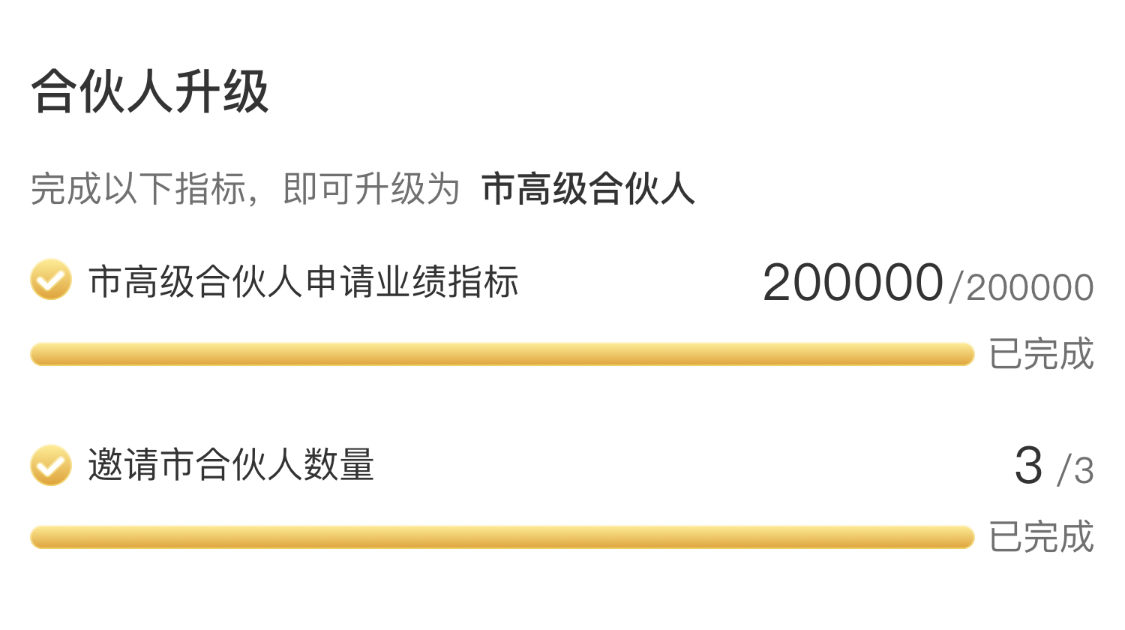 合伙人升级
完成以下指标，即可升级为 市高级合伙人
市高级合伙人申请业绩指标 200000/200000
已完成
邀请市合伙人数量 3 /3
已完成